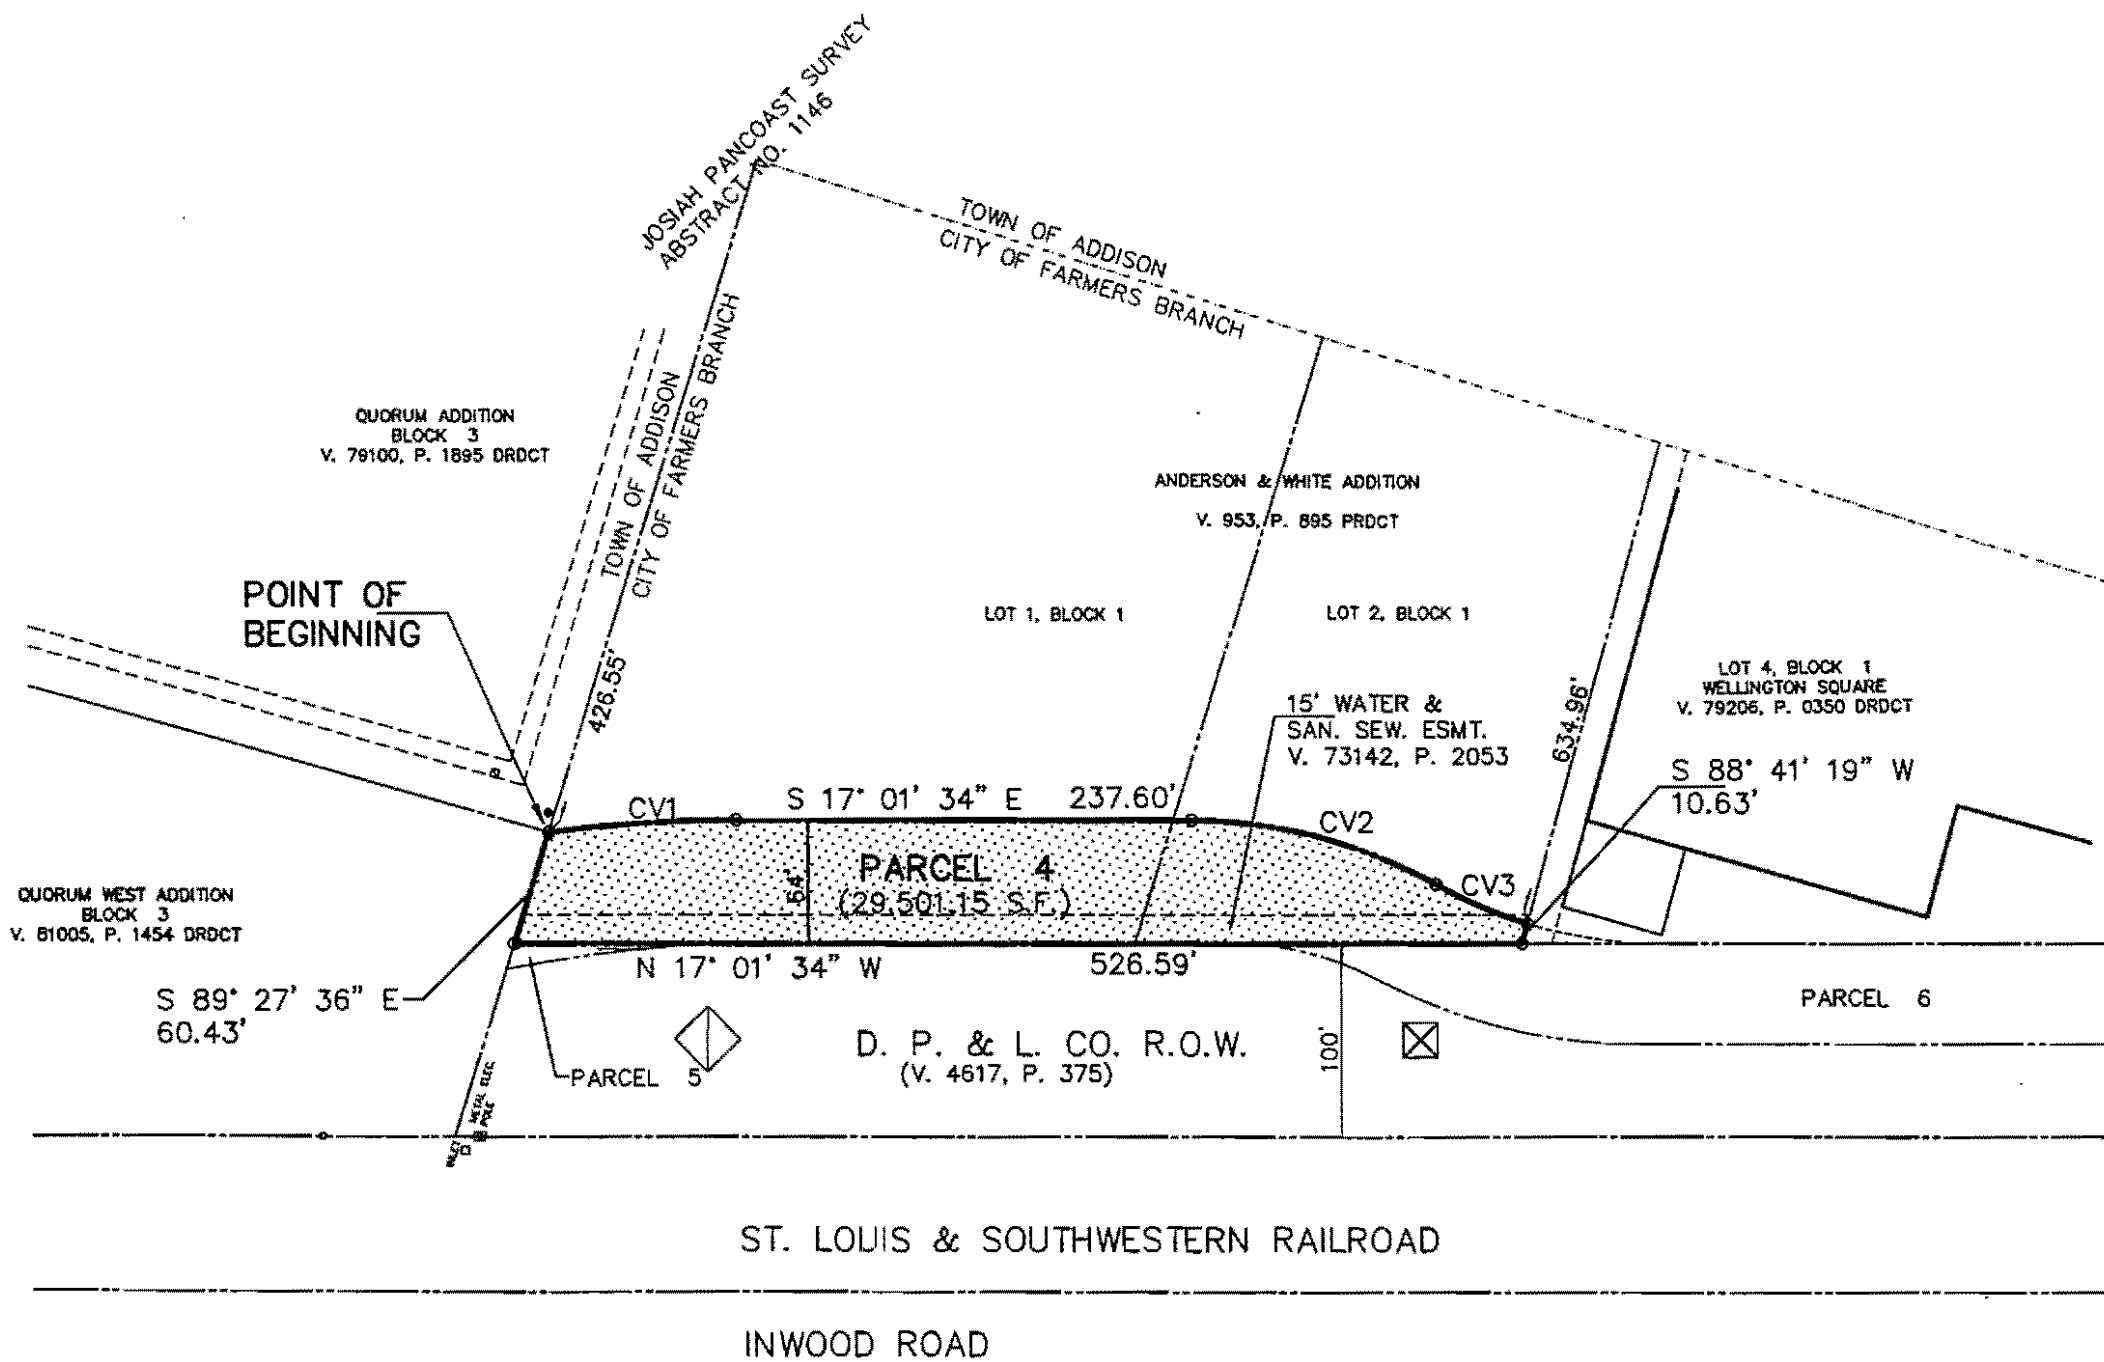 JOSIAH PANCOAST SURVEY
ABSTRACT NO. 1146
TOWN OF ADDISON
CITY OF FARMERS BRANCH
TOWN OF ADDISON
CITY OF FARMERS BRANCH
QUORUM ADDITION
BLOCK 3
V. 79100, P. 1895 DRDCT
ANDERSON & WHITE ADDITION
V. 953, P. 895 PRDCT
POINT OF
BEGINNING
LOT 1, BLOCK 1
LOT 2, BLOCK 1
426.55'
634.96'
LOT 4, BLOCK 1
WELLINGTON SQUARE
V. 79206, P. 0350 DRDCT
15' WATER &
SAN. SEW. ESMT.
V. 73142, P. 2053
S 88° 41' 19" W
10.63'
CV1
S 17° 01' 34" E 237.60'
CV2
CV3
PARCEL 4
(29,501.15 S.F.)
64'
QUORUM WEST ADDITION
BLOCK 3
V. 81005, P. 1454 DRDCT
N 17° 01' 34" W 526.59'
S 89° 27' 36" E
60.43'
PARCEL 6
D. P. & L. CO. R.O.W.
(V. 4617, P. 375)
100'
PARCEL 5
METAL ELEC.
POLE
INLET
ST. LOUIS & SOUTHWESTERN RAILROAD
INWOOD ROAD